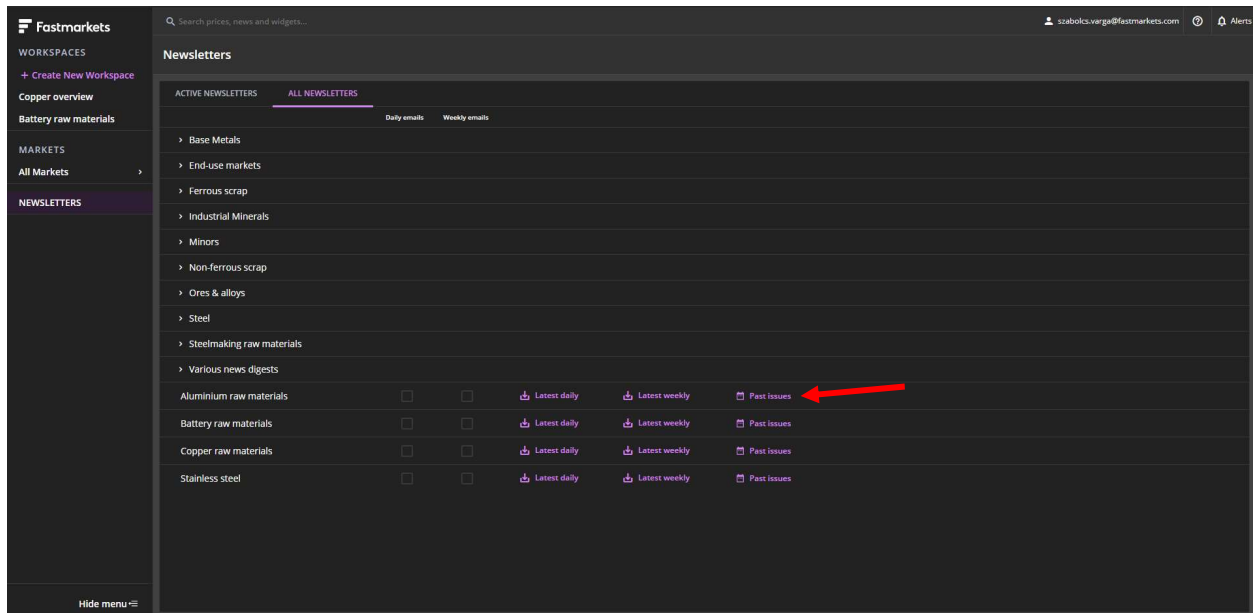 Fastmarkets
Search prices, news and widgets...
szabolcs.varga@fastmarkets.com
Alerts
WORKSPACES
+ Create New Workspace
Copper overview
Battery raw materials
MARKETS
All Markets
NEWSLETTERS
Hide menu
Newsletters
ACTIVE NEWSLETTERS ALL NEWSLETTERS
Daily emails Weekly emails
Base Metals
End-use markets
Ferrous scrap
Industrial Minerals
Minors
Non-ferrous scrap
Ores & alloys
Steel
Steelmaking raw materials
Various news digests
Aluminium raw materials Latest daily Latest weekly Past issues
Battery raw materials Latest daily Latest weekly Past issues
Copper raw materials Latest daily Latest weekly Past issues
Stainless steel Latest daily Latest weekly Past issues